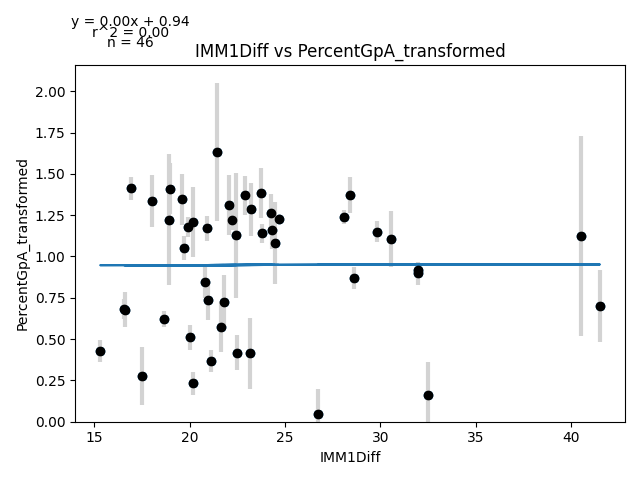 y = 0.00x + 0.94
r^2 = 0.00
n = 46
IMM1Diff vs PercentGpA_transformed
2.00
1.75
1.50
1.25
1.00
0.75
0.50
0.25
0.00
PercentGpA_transformed
15 20 25 30 35 40
IMM1Diff